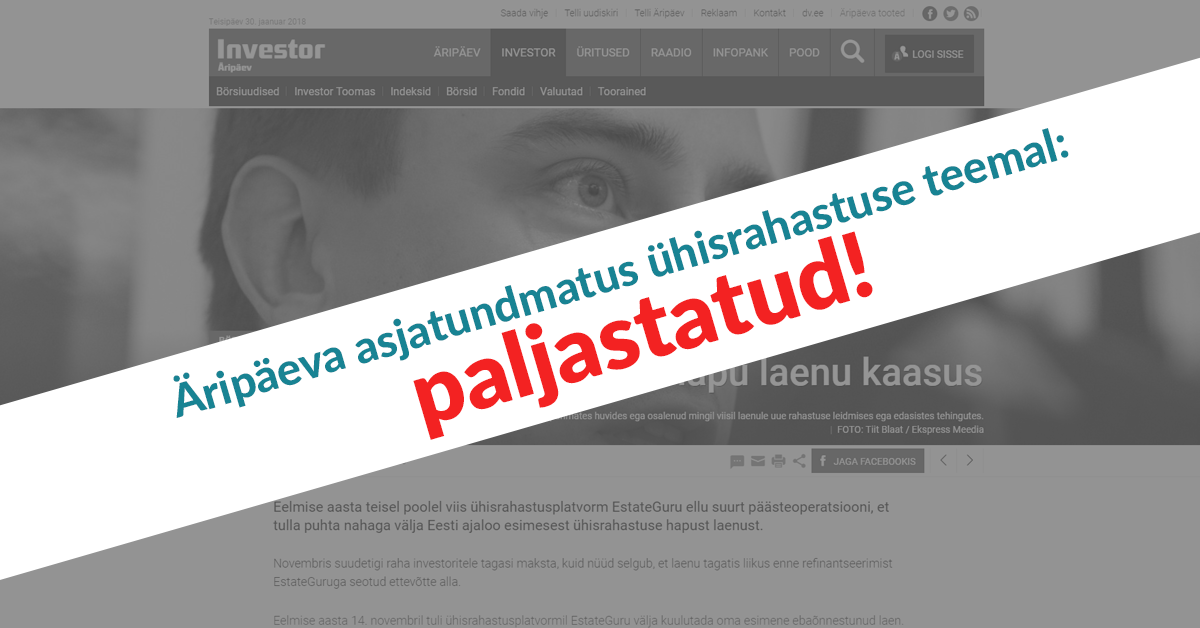 Teisipäev 30. jaanuar 2018
Saada vihje Telli uudiskiri Telli Äripäev Reklaam Kontakt dv.ee Äripäeva tooted
Investor
Äripäev
ÄRIPÄEV INVESTOR ÜRITUSED RAADIO INFOPANK POOD LOGI SISSE
Börsiuudised Investor Toomas Indeksid Börsid Fondid Valuutad Toorained
Äripäeva asjatundmatus ühisrahastuse teemal:
paljastatud!
laenu kaasus
huvides ega osalenud mingil viisil laenule uue rahastuse leidmises ega edasistes tehingutes.
FOTO: Tiit Blaat / Ekspress Meedia
JAGA FACEBOOKIS
Eelmise aasta teisel poolel viis ühisrahastusplatvorm EstateGuru ellu suurt päästeoperatsiooni, et
tulla puhta nahaga välja Eesti ajaloo esimesest ühisrahastuse hapust laenust.
Novembris suudetigi raha investoritele tagasi maksta, kuid nüüd selgub, et laenu tagatis liikus enne refinantseerimist
EstateGuruga seotud ettevõtte alla.
Eelmise aasta 14. novembril tuli ühisrahastusplatvormil EstateGuru välja kuulutada oma esimene ebaõnnestunud laen.